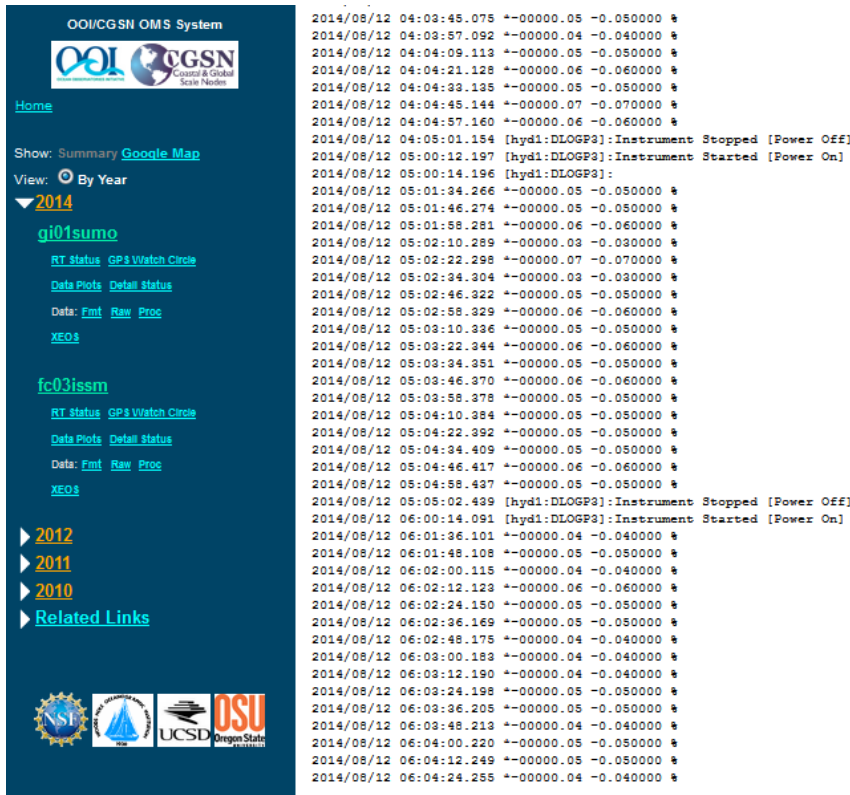 OOI/CGSN OMS System
OOI CGSN
Coastal & Global
Scale Nodes
Home
Show: Summary Google Map
View: By Year
2014
gi01sumo
RT Status GPS Watch Circle
Data Plots Detail Status
Data: Fmt Raw Proc
XEOS
fc03issm
RT Status GPS Watch Circle
Data Plots Detail Status
Data: Fmt Raw Proc
XEOS
2012
2011
2010
Related Links
NSF
1930
UCSD
OSU
Oregon State
UNIVERSITY
2014/08/12 04:03:45.075 *-00000.05 -0.050000 %
2014/08/12 04:03:57.092 *-00000.04 -0.040000 %
2014/08/12 04:04:09.113 *-00000.05 -0.050000 %
2014/08/12 04:04:21.128 *-00000.06 -0.060000 %
2014/08/12 04:04:33.135 *-00000.05 -0.050000 %
2014/08/12 04:04:45.144 *-00000.07 -0.070000 %
2014/08/12 04:04:57.160 *-00000.06 -0.060000 %
2014/08/12 04:05:01.154 [hyd1:DLOGP3]:Instrument Stopped [Power Off]
2014/08/12 05:00:12.197 [hyd1:DLOGP3]:Instrument Started [Power On]
2014/08/12 05:00:14.196 [hyd1:DLOGP3]:
2014/08/12 05:01:34.266 *-00000.05 -0.050000 %
2014/08/12 05:01:46.274 *-00000.05 -0.050000 %
2014/08/12 05:01:58.281 *-00000.06 -0.060000 %
2014/08/12 05:02:10.289 *-00000.03 -0.030000 %
2014/08/12 05:02:22.298 *-00000.07 -0.070000 %
2014/08/12 05:02:34.304 *-00000.03 -0.030000 %
2014/08/12 05:02:46.322 *-00000.05 -0.050000 %
2014/08/12 05:02:58.329 *-00000.06 -0.060000 %
2014/08/12 05:03:10.336 *-00000.05 -0.050000 %
2014/08/12 05:03:22.344 *-00000.06 -0.060000 %
2014/08/12 05:03:34.351 *-00000.05 -0.050000 %
2014/08/12 05:03:46.370 *-00000.06 -0.060000 %
2014/08/12 05:03:58.378 *-00000.05 -0.050000 %
2014/08/12 05:04:10.384 *-00000.05 -0.050000 %
2014/08/12 05:04:22.392 *-00000.05 -0.050000 %
2014/08/12 05:04:34.409 *-00000.05 -0.050000 %
2014/08/12 05:04:46.417 *-00000.06 -0.060000 %
2014/08/12 05:04:58.437 *-00000.05 -0.050000 %
2014/08/12 05:05:02.439 [hyd1:DLOGP3]:Instrument Stopped [Power Off]
2014/08/12 06:00:14.091 [hyd1:DLOGP3]:Instrument Started [Power On]
2014/08/12 06:01:36.101 *-00000.04 -0.040000 %
2014/08/12 06:01:48.108 *-00000.05 -0.050000 %
2014/08/12 06:02:00.115 *-00000.04 -0.040000 %
2014/08/12 06:02:12.123 *-00000.06 -0.060000 %
2014/08/12 06:02:24.150 *-00000.05 -0.050000 %
2014/08/12 06:02:36.169 *-00000.05 -0.050000 %
2014/08/12 06:02:48.175 *-00000.04 -0.040000 %
2014/08/12 06:03:00.183 *-00000.04 -0.040000 %
2014/08/12 06:03:12.190 *-00000.04 -0.040000 %
2014/08/12 06:03:24.198 *-00000.05 -0.050000 %
2014/08/12 06:03:36.205 *-00000.05 -0.050000 %
2014/08/12 06:03:48.213 *-00000.04 -0.040000 %
2014/08/12 06:04:00.220 *-00000.05 -0.050000 %
2014/08/12 06:04:12.249 *-00000.05 -0.050000 %
2014/08/12 06:04:24.255 *-00000.04 -0.040000 %